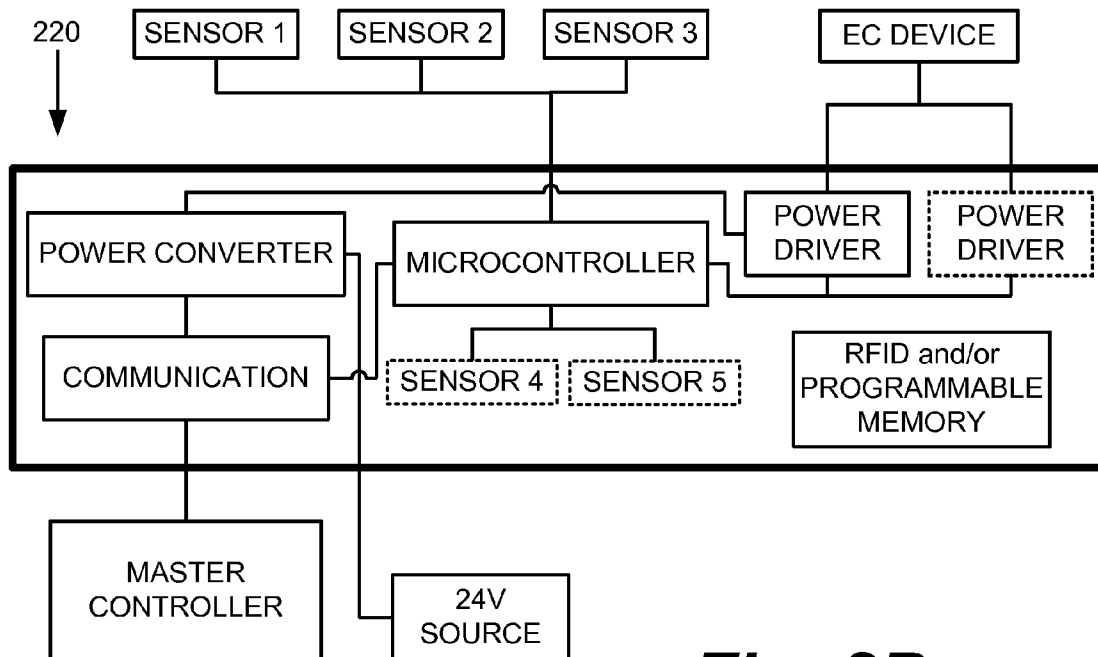 220
SENSOR 1
SENSOR 2
SENSOR 3
EC DEVICE
POWER CONVERTER
MICROCONTROLLER
POWER
DRIVER
POWER
DRIVER
COMMUNICATION
SENSOR 4
SENSOR 5
RFID and/or
PROGRAMMABLE
MEMORY
MASTER
CONTROLLER
24V
SOURCE